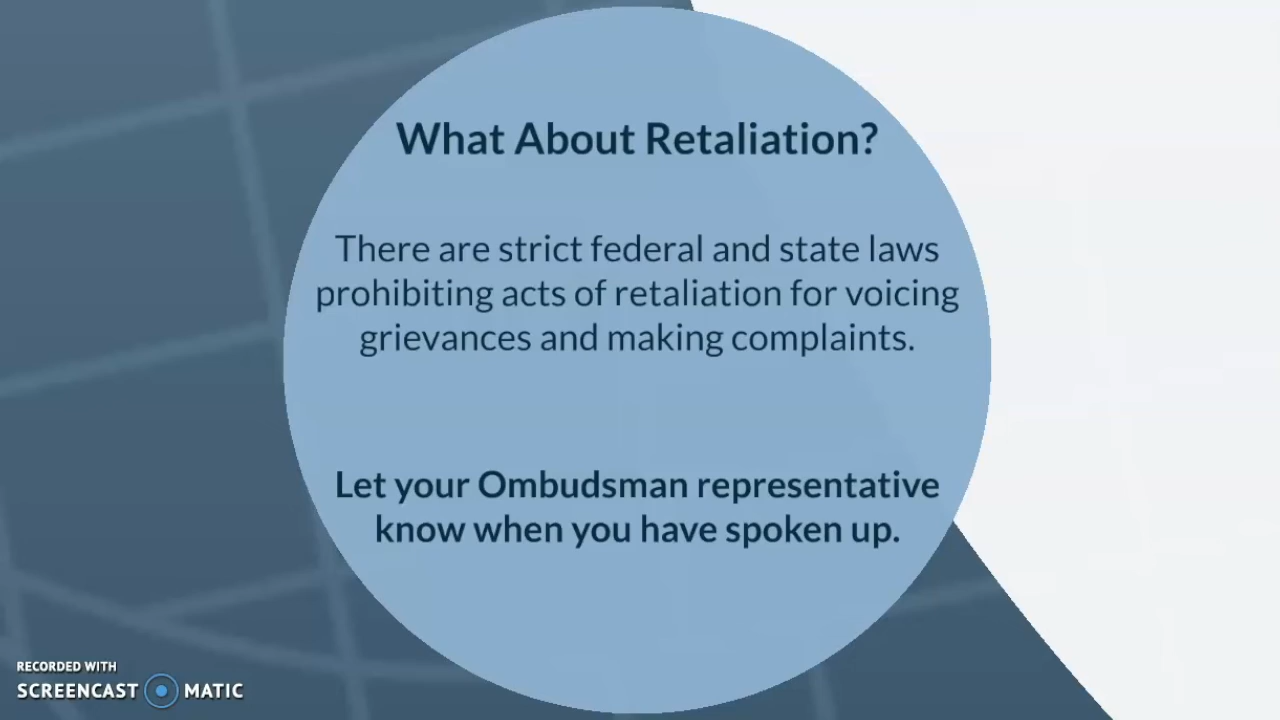 What About Retaliation?
There are strict federal and state laws
prohibiting acts of retaliation for voicing
grievances and making complaints.
Let your Ombudsman representative
know when you have spoken up.
RECORDED WITH
SCREENCAST MATIC